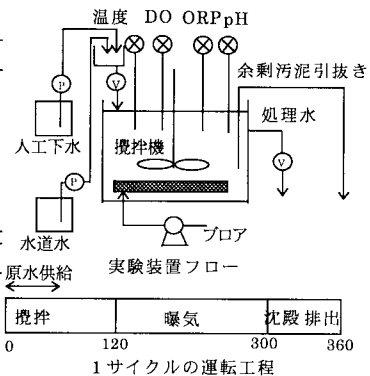 温度 DO ORP pH
P
V
余剰汚泥引抜き
処理水
人工下水
攪拌機
V
P
水道水
ブロア
原水供給
実験装置フロー
攪拌 曝気 沈殿 排出
0 120 300 360
1サイクルの運転工程